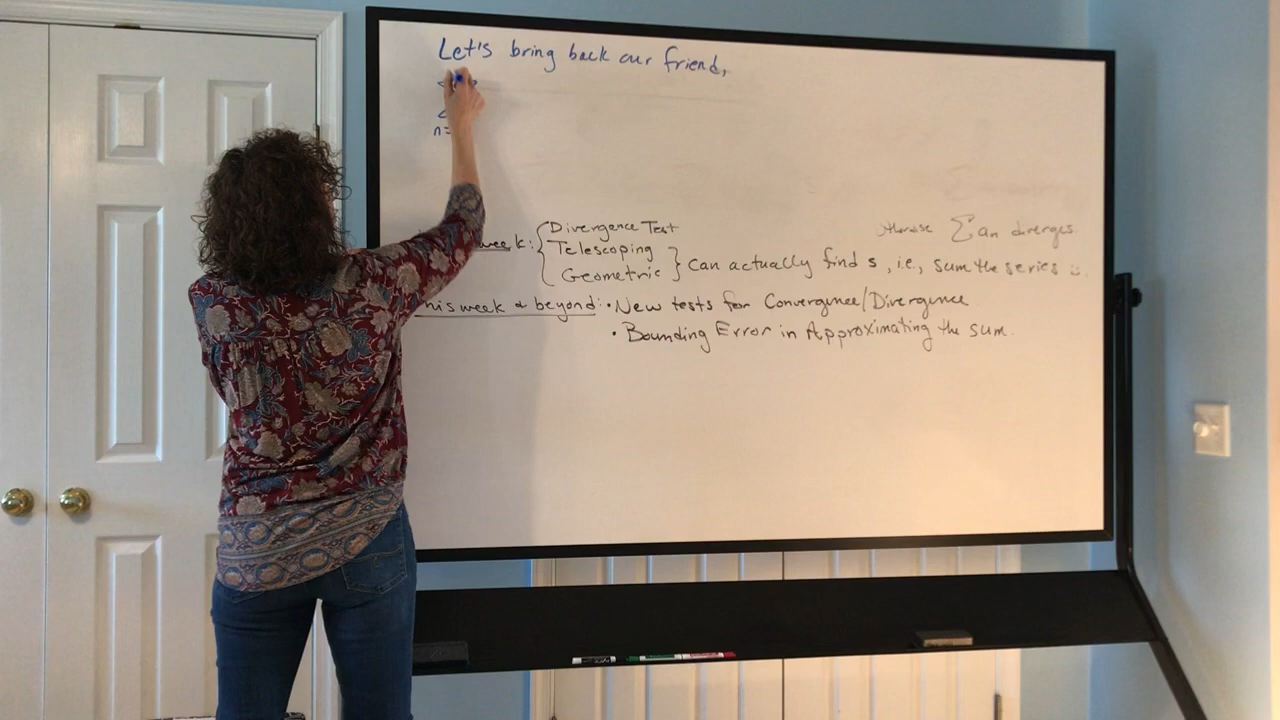 Let's bring back our friend,
∞
n=
otherwise Σ an diverges.
week: { Divergence Test
Telescoping
Geometric } Can actually find s, i.e., sum the series is.
his week & beyond: • New tests for Convergence/Divergence
• Bounding Error in Approximating the sum.